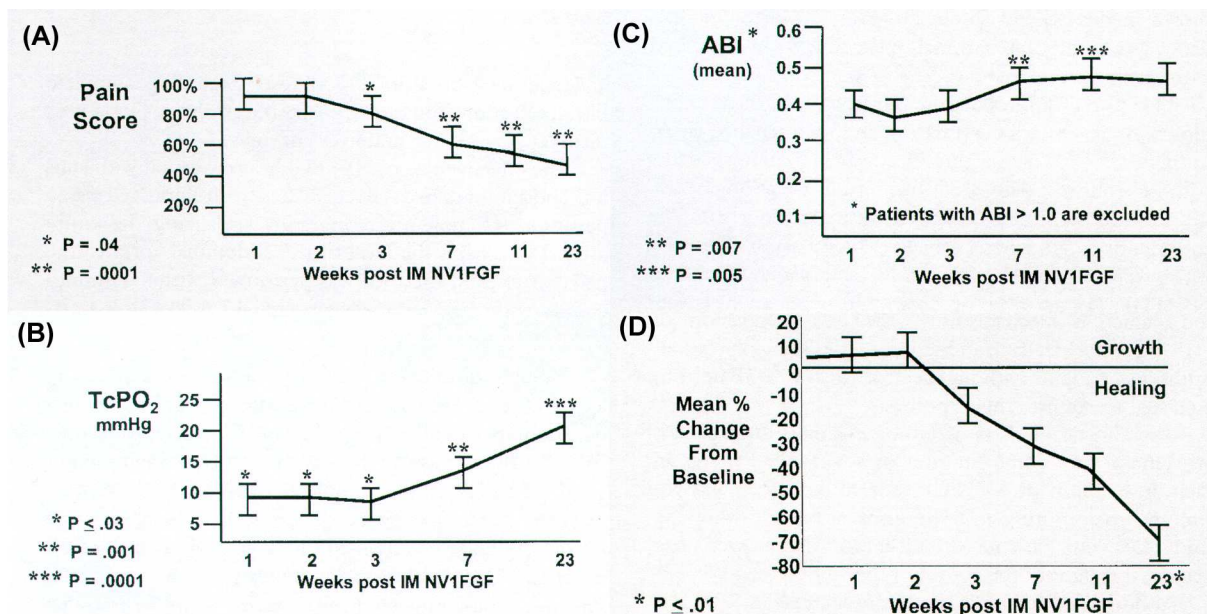 (A)
Pain
Score
100%
80%
60%
40%
20%
*
**
**
**
1 2 3 7 11 23
Weeks post IM NV1FGF
* P = .04
** P = .0001
(B)
TcPO2
mmHg
25
20
15
10
5
*
*
*
**
***
1 2 3 7 23
Weeks post IM NV1FGF
* P ≤ .03
** P = .001
*** P = .0001
(C)
ABI *
(mean)
0.6
0.5
0.4
0.3
0.2
0.1
**
***
* Patients with ABI > 1.0 are excluded
1 2 3 7 11 23
Weeks post IM NV1FGF
** P = .007
*** P = .005
(D)
Mean %
Change
From
Baseline
20
10
0
-10
-20
-30
-40
-50
-60
-70
-80
Growth
Healing
1 2 3 7 11 23*
Weeks post IM NV1FGF
* P ≤ .01